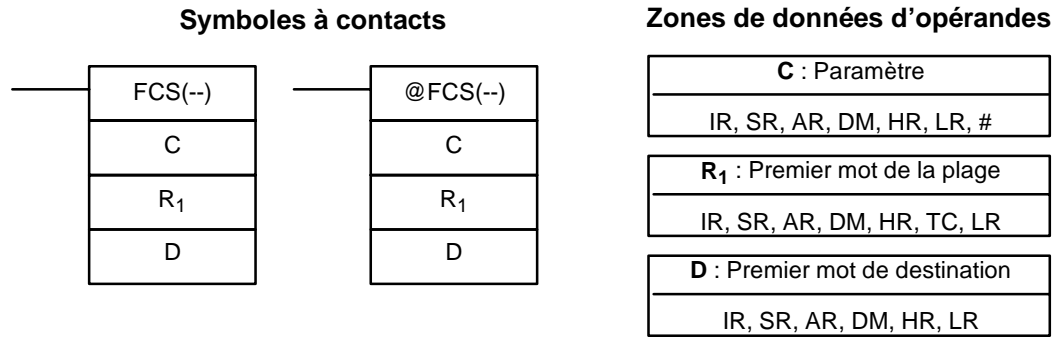 Symboles à contacts
FCS(--)
C
R1
D
@FCS(--)
C
R1
D
Zones de données d’opérandes
C : Paramètre
IR, SR, AR, DM, HR, LR, #
R1 : Premier mot de la plage
IR, SR, AR, DM, HR, TC, LR
D : Premier mot de destination
IR, SR, AR, DM, HR, LR